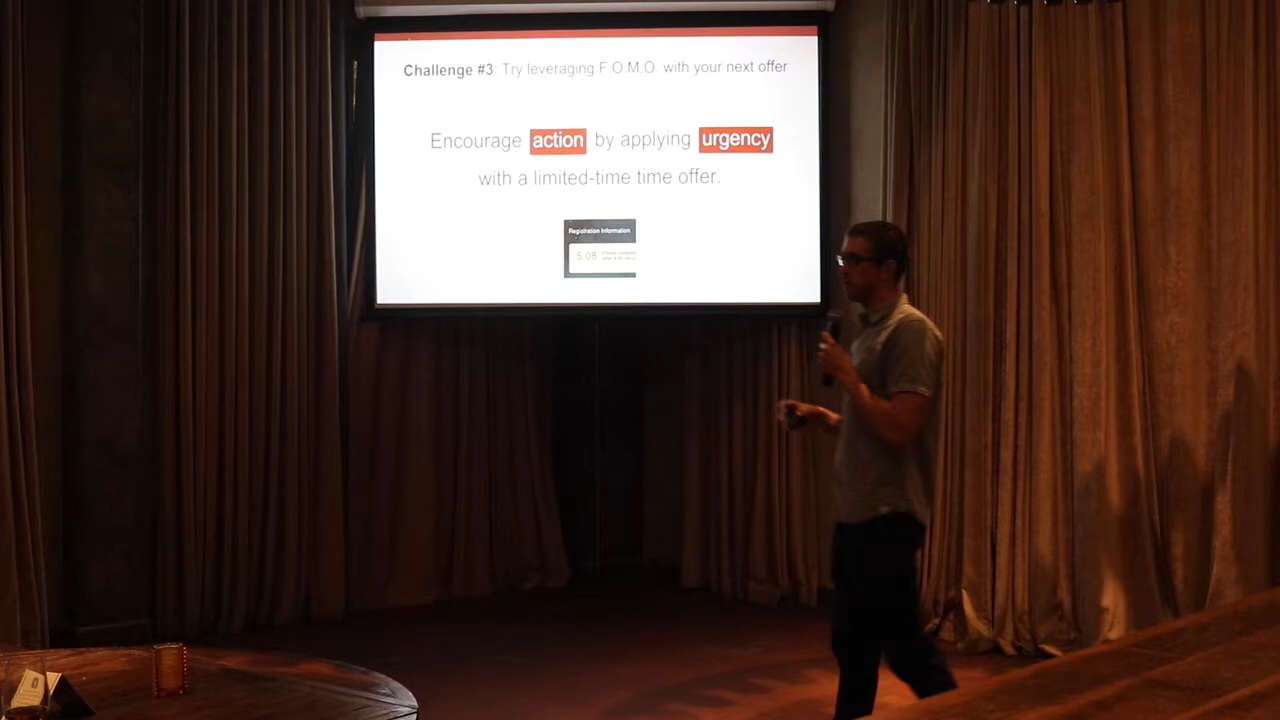 Challenge #3: Try leveraging F.O.M.O. with your next offer
Encourage action by applying urgency
with a limited-time time offer.
Registration Information
5:08